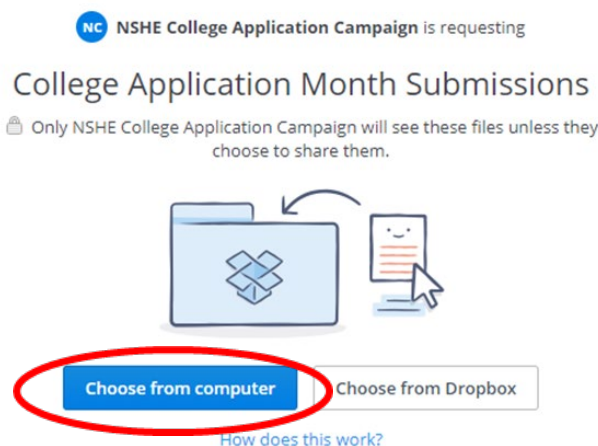 NC NSHE College Application Campaign is requesting
College Application Month Submissions
Only NSHE College Application Campaign will see these files unless they
choose to share them.
Choose from computer Choose from Dropbox
How does this work?